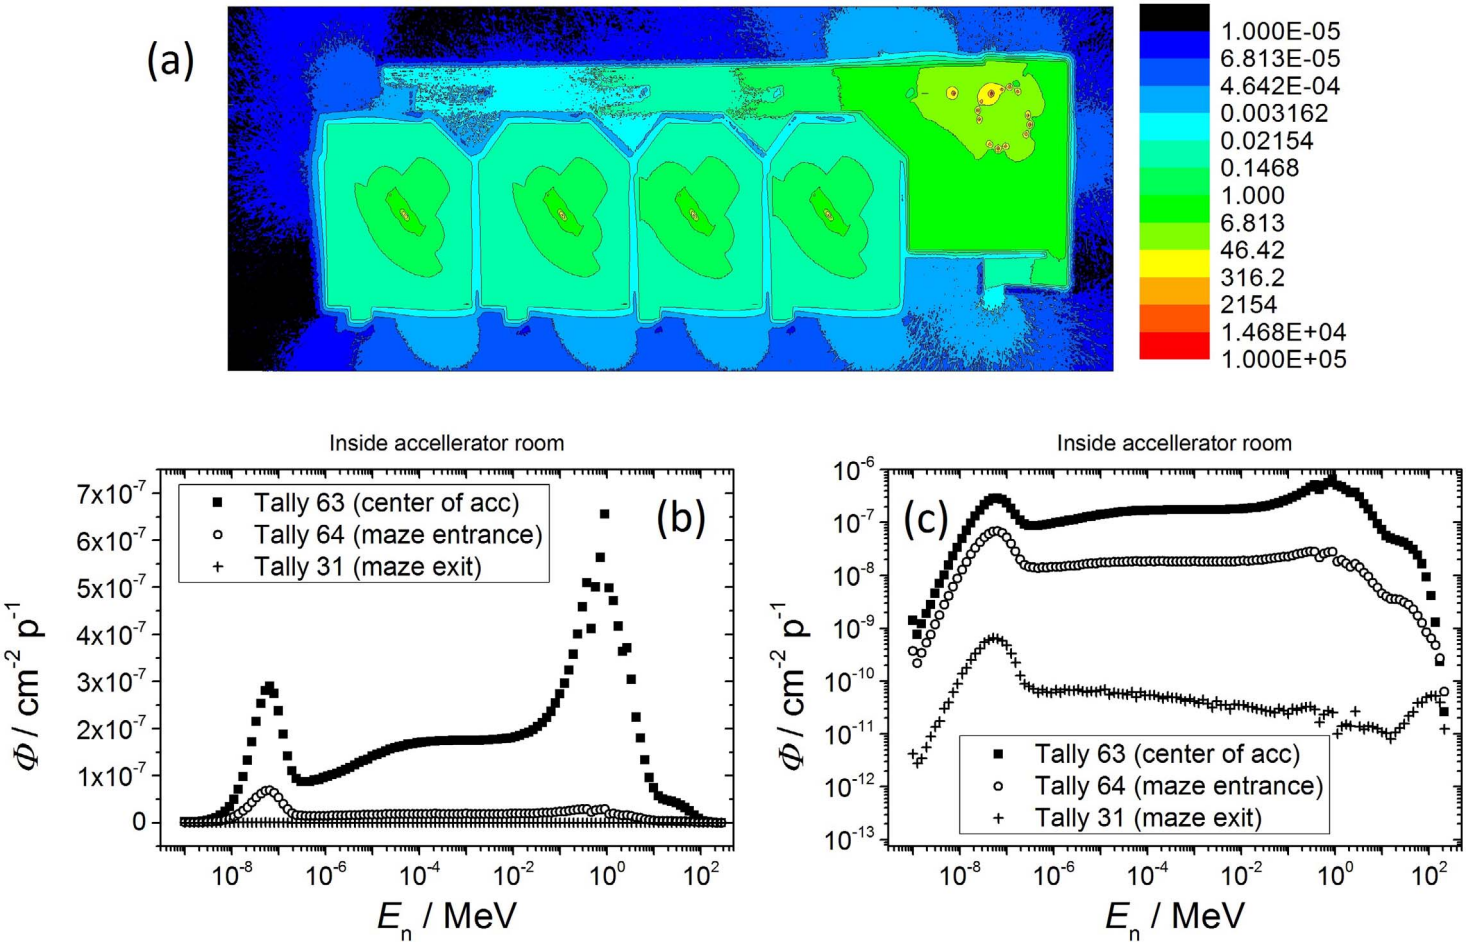 (a)
1.000E-05
6.813E-05
4.642E-04
0.003162
0.02154
0.1468
1.000
6.813
46.42
316.2
2154
1.468E+04
1.000E+05
Inside accellerator room
7x10⁻⁷
6x10⁻⁷
5x10⁻⁷
4x10⁻⁷
3x10⁻⁷
2x10⁻⁷
1x10⁻⁷
0
Φ / cm⁻² p⁻¹
Tally 63 (center of acc)
Tally 64 (maze entrance)
Tally 31 (maze exit)
(b)
10⁻⁸ 10⁻⁶ 10⁻⁴ 10⁻² 10⁰ 10²
Eₙ / MeV
Inside accellerator room
10⁻⁶
10⁻⁷
10⁻⁸
10⁻⁹
10⁻¹⁰
10⁻¹¹
10⁻¹²
10⁻¹³
Φ / cm⁻² p⁻¹
(c)
Tally 63 (center of acc)
Tally 64 (maze entrance)
Tally 31 (maze exit)
10⁻⁸ 10⁻⁶ 10⁻⁴ 10⁻² 10⁰ 10²
Eₙ / MeV